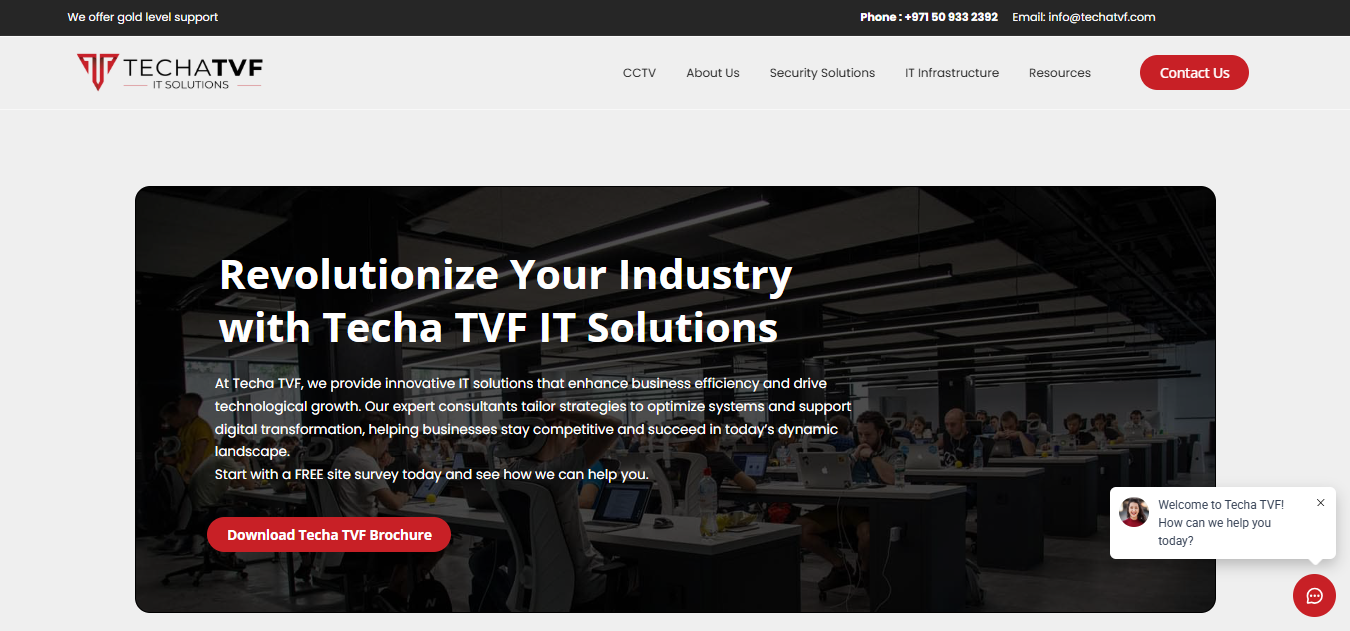 We offer gold level support
Phone : +971 50 933 2392
Email: info@techatvf.com
TECHATVF
IT SOLUTIONS
CCTV
About Us
Security Solutions
IT Infrastructure
Resources
Contact Us
Revolutionize Your Industry
with Techa TVF IT Solutions
At Techa TVF, we provide innovative IT solutions that enhance business efficiency and drive
technological growth. Our expert consultants tailor strategies to optimize systems and support
digital transformation, helping businesses stay competitive and succeed in today’s dynamic
landscape.
Start with a FREE site survey today and see how we can help you.
Download Techa TVF Brochure
Welcome to Techa TVF!
How can we help you
today?